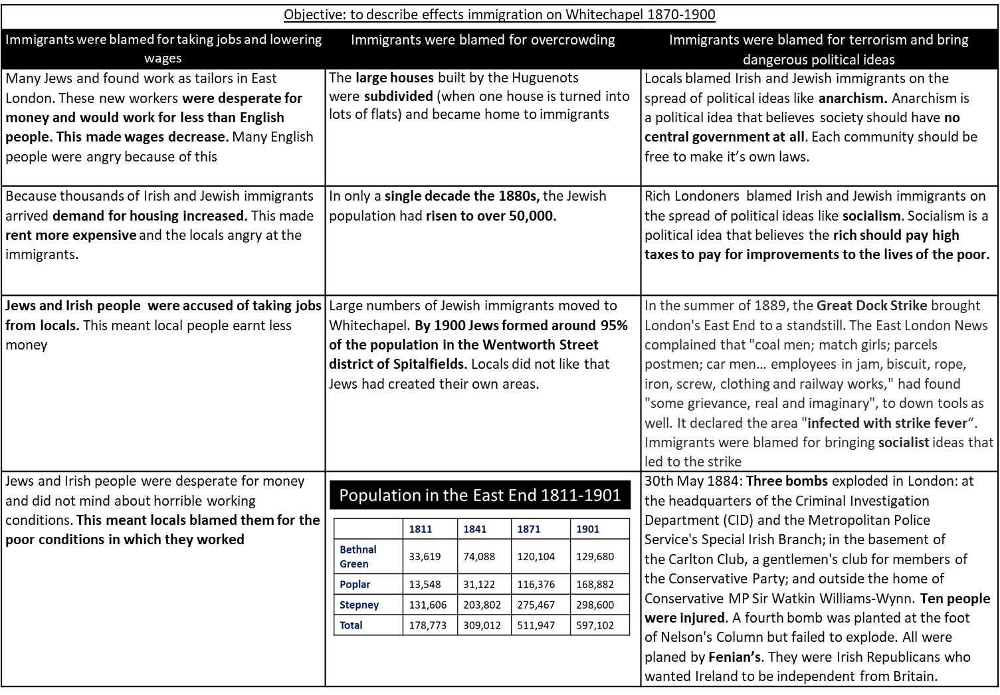 Objective: to describe effects immigration on Whitechapel 1870-1900
Immigrants were blamed for taking jobs and lowering
wages
Immigrants were blamed for overcrowding
Immigrants were blamed for terrorism and bring
dangerous political ideas
Many Jews and found work as tailors in East
London. These new workers were desperate for
money and would work for less than English
people. This made wages decrease. Many English
people were angry because of this
The large houses built by the Huguenots
were subdivided (when one house is turned into
lots of flats) and became home to immigrants
Locals blamed Irish and Jewish immigrants on the
spread of political ideas like anarchism. Anarchism is
a political idea that believes society should have no
central government at all. Each community should be
free to make it’s own laws.
Because thousands of Irish and Jewish immigrants
arrived demand for housing increased. This made
rent more expensive and the locals angry at the
immigrants.
In only a single decade the 1880s, the Jewish
population had risen to over 50,000.
Rich Londoners blamed Irish and Jewish immigrants on
the spread of political ideas like socialism. Socialism is a
political idea that believes the rich should pay high
taxes to pay for improvements to the lives of the poor.
Jews and Irish people were accused of taking jobs
from locals. This meant local people earnt less
money
Large numbers of Jewish immigrants moved to
Whitechapel. By 1900 Jews formed around 95%
of the population in the Wentworth Street
district of Spitalfields. Locals did not like that
Jews had created their own areas.
In the summer of 1889, the Great Dock Strike brought
London's East End to a standstill. The East London News
complained that "coal men; match girls; parcels
postmen; car men… employees in jam, biscuit, rope,
iron, screw, clothing and railway works," had found
"some grievance, real and imaginary", to down tools as
well. It declared the area "infected with strike fever“.
Immigrants were blamed for bringing socialist ideas that
led to the strike
Jews and Irish people were desperate for money
and did not mind about horrible working
conditions. This meant locals blamed them for the
poor conditions in which they worked
Population in the East End 1811-1901
1811 1841 1871 1901
Bethnal
Green 33,619 74,088 120,104 129,680
Poplar 13,548 31,122 116,376 168,882
Stepney 131,606 203,802 275,467 298,600
Total 178,773 309,012 511,947 597,102
30th May 1884: Three bombs exploded in London: at
the headquarters of the Criminal Investigation
Department (CID) and the Metropolitan Police
Service's Special Irish Branch; in the basement of
the Carlton Club, a gentlemen's club for members of
the Conservative Party; and outside the home of
Conservative MP Sir Watkin Williams-Wynn. Ten people
were injured. A fourth bomb was planted at the foot
of Nelson's Column but failed to explode. All were
planed by Fenian’s. They were Irish Republicans who
wanted Ireland to be independent from Britain.